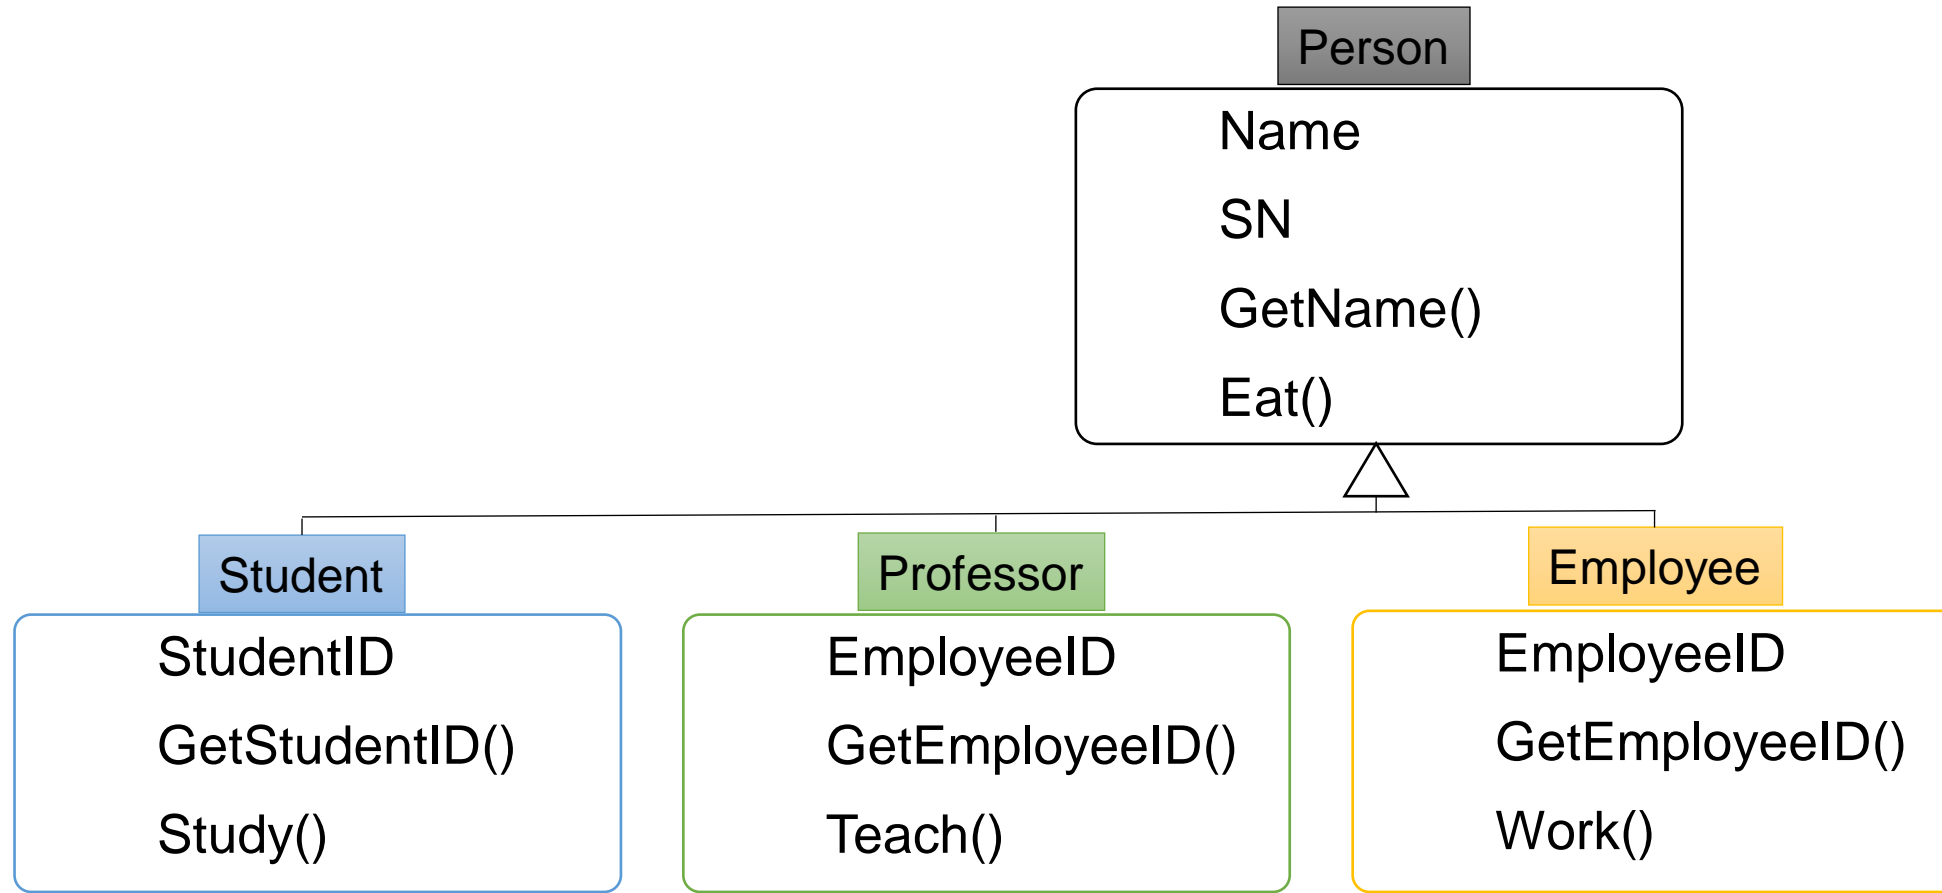 Person
Name
SN
GetName()
Eat()
Student
StudentID
GetStudentID()
Study()
Professor
EmployeeID
GetEmployeeID()
Teach()
Employee
EmployeeID
GetEmployeeID()
Work()